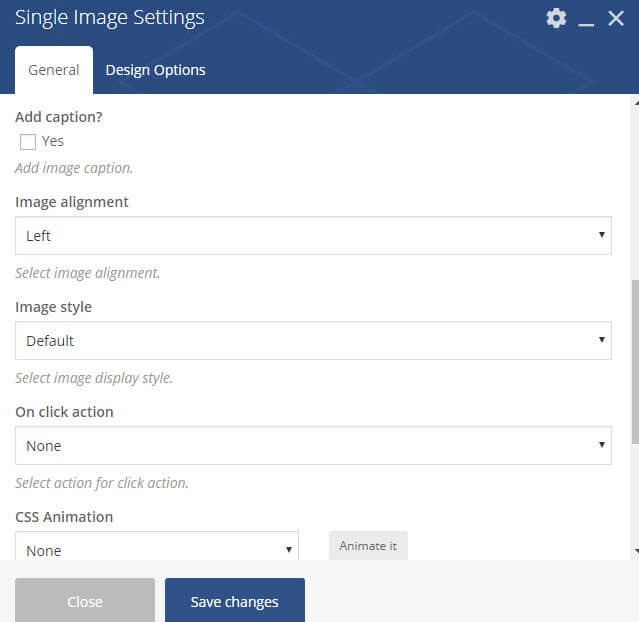 Single Image Settings
General
Design Options
Add caption?
Yes
Add image caption.
Image alignment
Left
Select image alignment.
Image style
Default
Select image display style.
On click action
None
Select action for click action.
CSS Animation
None
Animate it
Close
Save changes